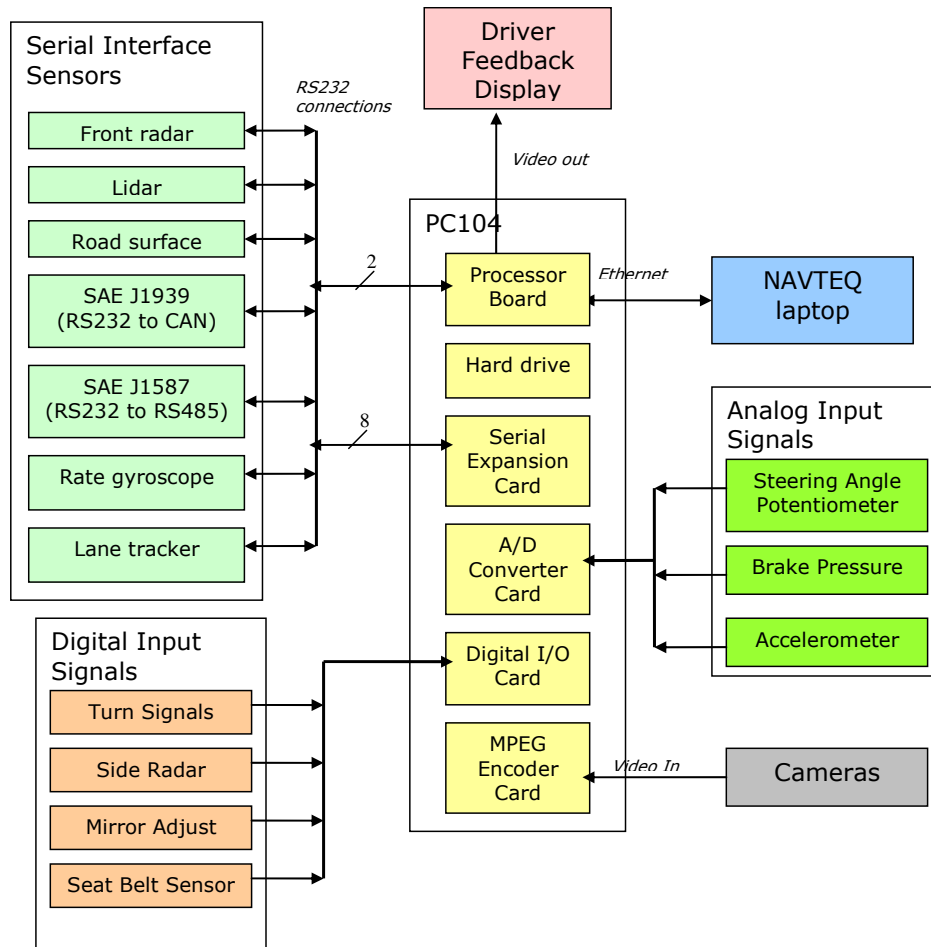 Serial Interface
Sensors
Front radar
Lidar
Road surface
SAE J1939
(RS232 to CAN)
SAE J1587
(RS232 to RS485)
Rate gyroscope
Lane tracker
RS232
connections
2
8
Driver
Feedback
Display
Video out
PC104
Processor
Board
Hard drive
Serial
Expansion
Card
A/D
Converter
Card
Digital I/O
Card
MPEG
Encoder
Card
Ethernet
NAVTEQ
laptop
Analog Input
Signals
Steering Angle
Potentiometer
Brake Pressure
Accelerometer
Video In
Cameras
Digital Input
Signals
Turn Signals
Side Radar
Mirror Adjust
Seat Belt Sensor